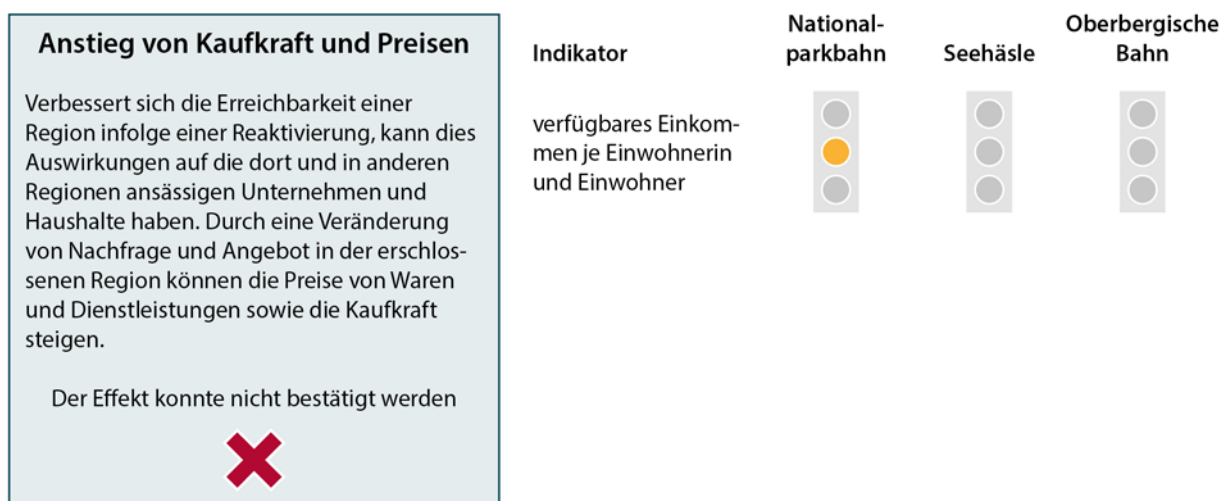 Anstieg von Kaufkraft und Preisen
Verbessert sich die Erreichbarkeit einer
Region infolge einer Reaktivierung, kann dies
Auswirkungen auf die dort und in anderen
Regionen ansässigen Unternehmen und
Haushalte haben. Durch eine Veränderung
von Nachfrage und Angebot in der erschlos-
senen Region können die Preise von Waren
und Dienstleistungen sowie die Kaufkraft
steigen.
Der Effekt konnte nicht bestätigt werden
Indikator
National-
parkbahn
Seehäsle
Oberbergische
Bahn
verfügbares Einkom-
men je Einwohnerin
und Einwohner